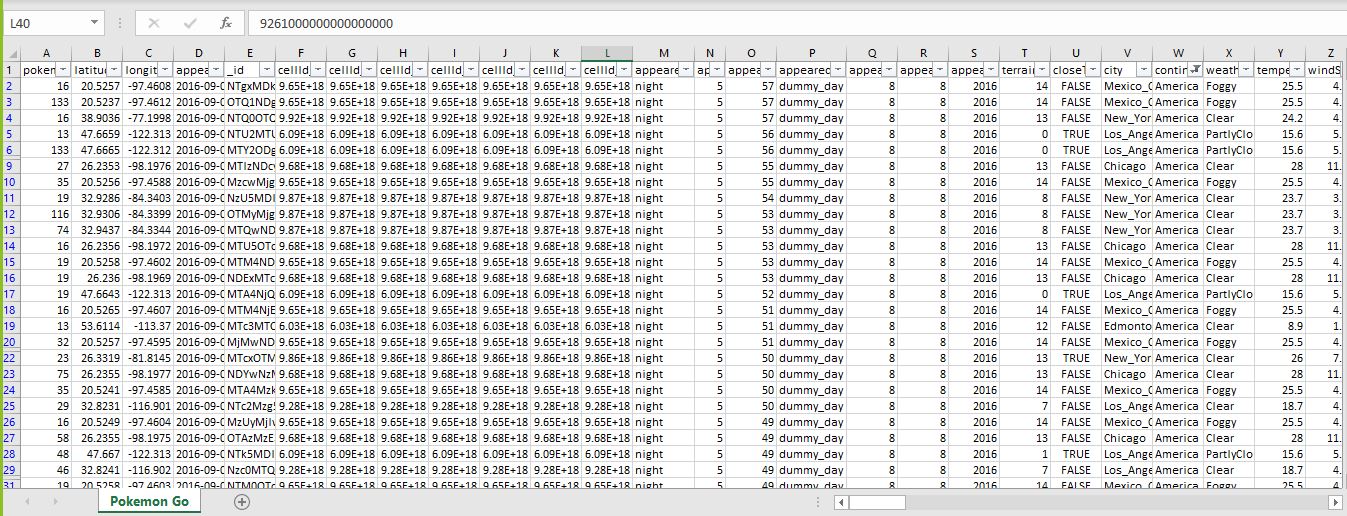 L40 fx 9261000000000000000
A B C D E F G H I J K L M N O P Q R S T U V W X Y Z
1 poken latitud longit appea _id cellId_ cellId_ cellId_ cellId_ cellId_ cellId_ cellId_ appeare ap appea appeared appea appea appea terrain closeT city contin weath tempe windS
2 16 20.5257 -97.4608 2016-09-0 NTgxMDk 9.65E+18 9.65E+18 9.65E+18 9.65E+18 9.65E+18 9.65E+18 9.65E+18 night 5 57 dummy_day 8 8 2016 14 FALSE Mexico_C America Foggy 25.5 4.
3 133 20.5237 -97.4612 2016-09-0 OTQ1NDg 9.65E+18 9.65E+18 9.65E+18 9.65E+18 9.65E+18 9.65E+18 9.65E+18 night 5 57 dummy_day 8 8 2016 14 FALSE Mexico_C America Foggy 25.5 4.
4 16 38.9036 -77.1998 2016-09-0 NTQ0OTC 9.92E+18 9.92E+18 9.92E+18 9.92E+18 9.92E+18 9.92E+18 9.92E+18 night 5 57 dummy_day 8 8 2016 13 FALSE New_Yor America Clear 24.2 4.
5 13 47.6659 -122.313 2016-09-0 NTU2MTU 6.09E+18 6.09E+18 6.09E+18 6.09E+18 6.09E+18 6.09E+18 6.09E+18 night 5 56 dummy_day 8 8 2016 0 TRUE Los_Ange America PartlyClo 15.6 5.
6 133 47.6665 -122.312 2016-09-0 MTY2ODg 6.09E+18 6.09E+18 6.09E+18 6.09E+18 6.09E+18 6.09E+18 6.09E+18 night 5 56 dummy_day 8 8 2016 0 TRUE Los_Ange America PartlyClo 15.6 5.
9 27 26.2353 -98.1976 2016-09-0 MTIzNDc 9.68E+18 9.68E+18 9.68E+18 9.68E+18 9.68E+18 9.68E+18 9.68E+18 night 5 55 dummy_day 8 8 2016 13 FALSE Chicago America Clear 28 11.
10 35 20.5256 -97.4588 2016-09-0 MzcwMjg 9.65E+18 9.65E+18 9.65E+18 9.65E+18 9.65E+18 9.65E+18 9.65E+18 night 5 55 dummy_day 8 8 2016 14 FALSE Mexico_C America Foggy 25.5 4.
11 19 32.9286 -84.3403 2016-09-0 NzU5MDI 9.87E+18 9.87E+18 9.87E+18 9.87E+18 9.87E+18 9.87E+18 9.87E+18 night 5 54 dummy_day 8 8 2016 8 FALSE New_Yor America Clear 23.7 3.
12 116 32.9306 -84.3399 2016-09-0 OTMyMjg 9.87E+18 9.87E+18 9.87E+18 9.87E+18 9.87E+18 9.87E+18 9.87E+18 night 5 53 dummy_day 8 8 2016 8 FALSE New_Yor America Clear 23.7 3.
13 74 32.9437 -84.3344 2016-09-0 MTQwND 9.87E+18 9.87E+18 9.87E+18 9.87E+18 9.87E+18 9.87E+18 9.87E+18 night 5 53 dummy_day 8 8 2016 8 FALSE New_Yor America Clear 23.7 3.
14 16 26.2356 -98.1972 2016-09-0 MTU5OTc 9.68E+18 9.68E+18 9.68E+18 9.68E+18 9.68E+18 9.68E+18 9.68E+18 night 5 53 dummy_day 8 8 2016 13 FALSE Chicago America Clear 28 11.
15 19 20.5258 -97.4602 2016-09-0 MTM4ND 9.65E+18 9.65E+18 9.65E+18 9.65E+18 9.65E+18 9.65E+18 9.65E+18 night 5 53 dummy_day 8 8 2016 14 FALSE Mexico_C America Foggy 25.5 4.
16 19 26.236 -98.1969 2016-09-0 NDExMTc 9.68E+18 9.68E+18 9.68E+18 9.68E+18 9.68E+18 9.68E+18 9.68E+18 night 5 53 dummy_day 8 8 2016 13 FALSE Chicago America Clear 28 11.
17 19 47.6643 -122.313 2016-09-0 MTA4NjQ 6.09E+18 6.09E+18 6.09E+18 6.09E+18 6.09E+18 6.09E+18 6.09E+18 night 5 52 dummy_day 8 8 2016 0 TRUE Los_Ange America PartlyClo 15.6 5.
18 16 20.5265 -97.4607 2016-09-0 MTM4NjE 9.65E+18 9.65E+18 9.65E+18 9.65E+18 9.65E+18 9.65E+18 9.65E+18 night 5 51 dummy_day 8 8 2016 14 FALSE Mexico_C America Foggy 25.5 4.
19 13 53.6114 -113.37 2016-09-0 MTc3MTC 6.03E+18 6.03E+18 6.03E+18 6.03E+18 6.03E+18 6.03E+18 6.03E+18 night 5 51 dummy_day 8 8 2016 12 FALSE Edmonto America Clear 8.9 1.
20 32 20.5257 -97.4595 2016-09-0 MjMwND 9.65E+18 9.65E+18 9.65E+18 9.65E+18 9.65E+18 9.65E+18 9.65E+18 night 5 51 dummy_day 8 8 2016 14 FALSE Mexico_C America Foggy 25.5 4.
22 23 26.3319 -81.8145 2016-09-0 MTcxOTM 9.86E+18 9.86E+18 9.86E+18 9.86E+18 9.86E+18 9.86E+18 9.86E+18 night 5 50 dummy_day 8 8 2016 13 TRUE New_Yor America Clear 26 7.
23 75 26.2358 -98.1977 2016-09-0 NDYwNzN 9.68E+18 9.68E+18 9.68E+18 9.68E+18 9.68E+18 9.68E+18 9.68E+18 night 5 50 dummy_day 8 8 2016 13 FALSE Chicago America Clear 28 11.
24 35 20.5241 -97.4585 2016-09-0 MTA4Mzk 9.65E+18 9.65E+18 9.65E+18 9.65E+18 9.65E+18 9.65E+18 9.65E+18 night 5 50 dummy_day 8 8 2016 14 FALSE Mexico_C America Foggy 25.5 4.
25 29 32.8231 -116.901 2016-09-0 NTc2Mzg 9.28E+18 9.28E+18 9.28E+18 9.28E+18 9.28E+18 9.28E+18 9.28E+18 night 5 50 dummy_day 8 8 2016 7 FALSE Los_Ange America Clear 18.7 4.
26 16 20.5249 -97.4604 2016-09-0 MzUyMjIv 9.65E+18 9.65E+18 9.65E+18 9.65E+18 9.65E+18 9.65E+18 9.65E+18 night 5 49 dummy_day 8 8 2016 14 FALSE Mexico_C America Foggy 25.5 4.
27 58 26.2355 -98.1975 2016-09-0 OTAzMzE 9.68E+18 9.68E+18 9.68E+18 9.68E+18 9.68E+18 9.68E+18 9.68E+18 night 5 49 dummy_day 8 8 2016 13 FALSE Chicago America Clear 28 11.
28 48 47.667 -122.313 2016-09-0 NTk5MDI 6.09E+18 6.09E+18 6.09E+18 6.09E+18 6.09E+18 6.09E+18 6.09E+18 night 5 49 dummy_day 8 8 2016 1 TRUE Los_Ange America PartlyClo 15.6 5.
29 46 32.8241 -116.902 2016-09-0 Nzc0MTQ 9.28E+18 9.28E+18 9.28E+18 9.28E+18 9.28E+18 9.28E+18 9.28E+18 night 5 49 dummy_day 8 8 2016 7 FALSE Los_Ange America Clear 18.7 4.
31 19 20.5258 -97.4603 2016-09-0 NTM0OTc 9.65E+18 9.65E+18 9.65E+18 9.65E+18 9.65E+18 9.65E+18 9.65E+18 night 5 49 dummy_day 8 8 2016 14 FALSE Mexico_C America Foggy 25.5 4.
Pokemon Go